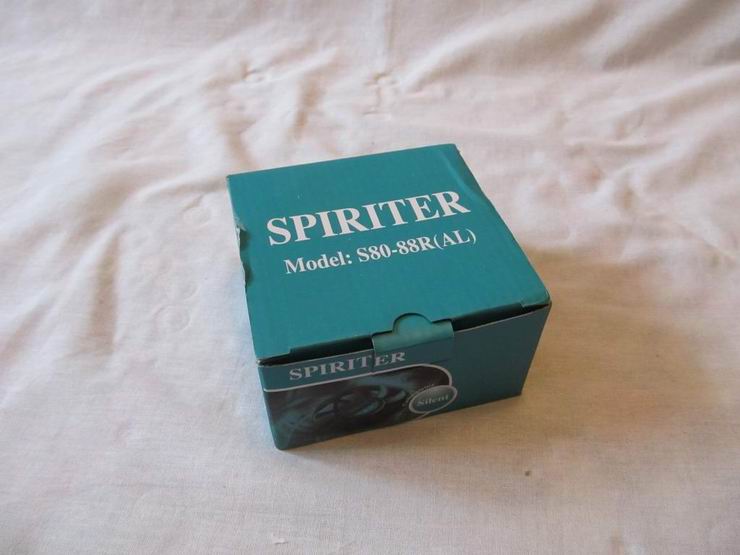 SPIRITER
Model: S80-88R(AL)
SPIRITER
Silent